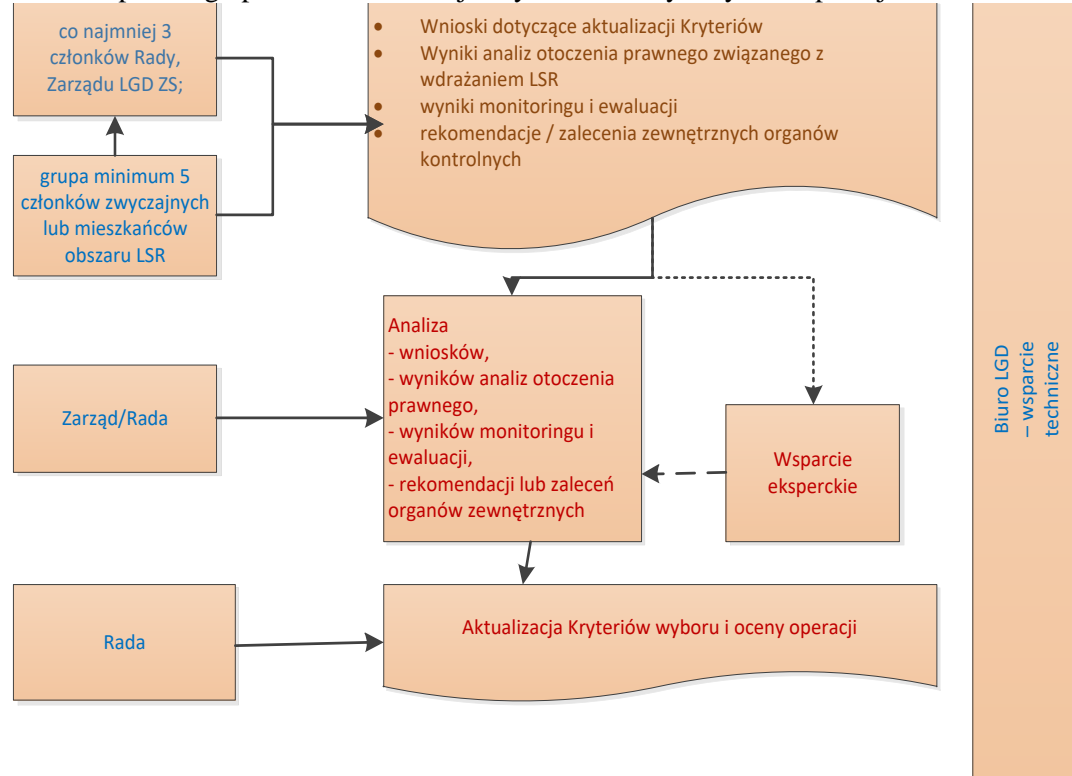 co najmniej 3
członków Rady,
Zarządu LGD ZS;
• Wnioski dotyczące aktualizacji Kryteriów
• Wyniki analiz otoczenia prawnego związanego z
wdrażaniem LSR
• wyniki monitoringu i ewaluacji
• rekomendacje / zalecenia zewnętrznych organów
kontrolnych
grupa minimum 5
członków zwyczajnych
lub mieszkańców
obszaru LSR
Zarząd/Rada
Analiza
- wniosków,
- wyników analiz otoczenia
prawnego,
- wyników monitoringu i
ewaluacji,
- rekomendacji lub zaleceń
organów zewnętrznych
Wsparcie
eksperckie
Rada
Aktualizacja Kryteriów wyboru i oceny operacji
Biuro LGD
– wsparcie
techniczne